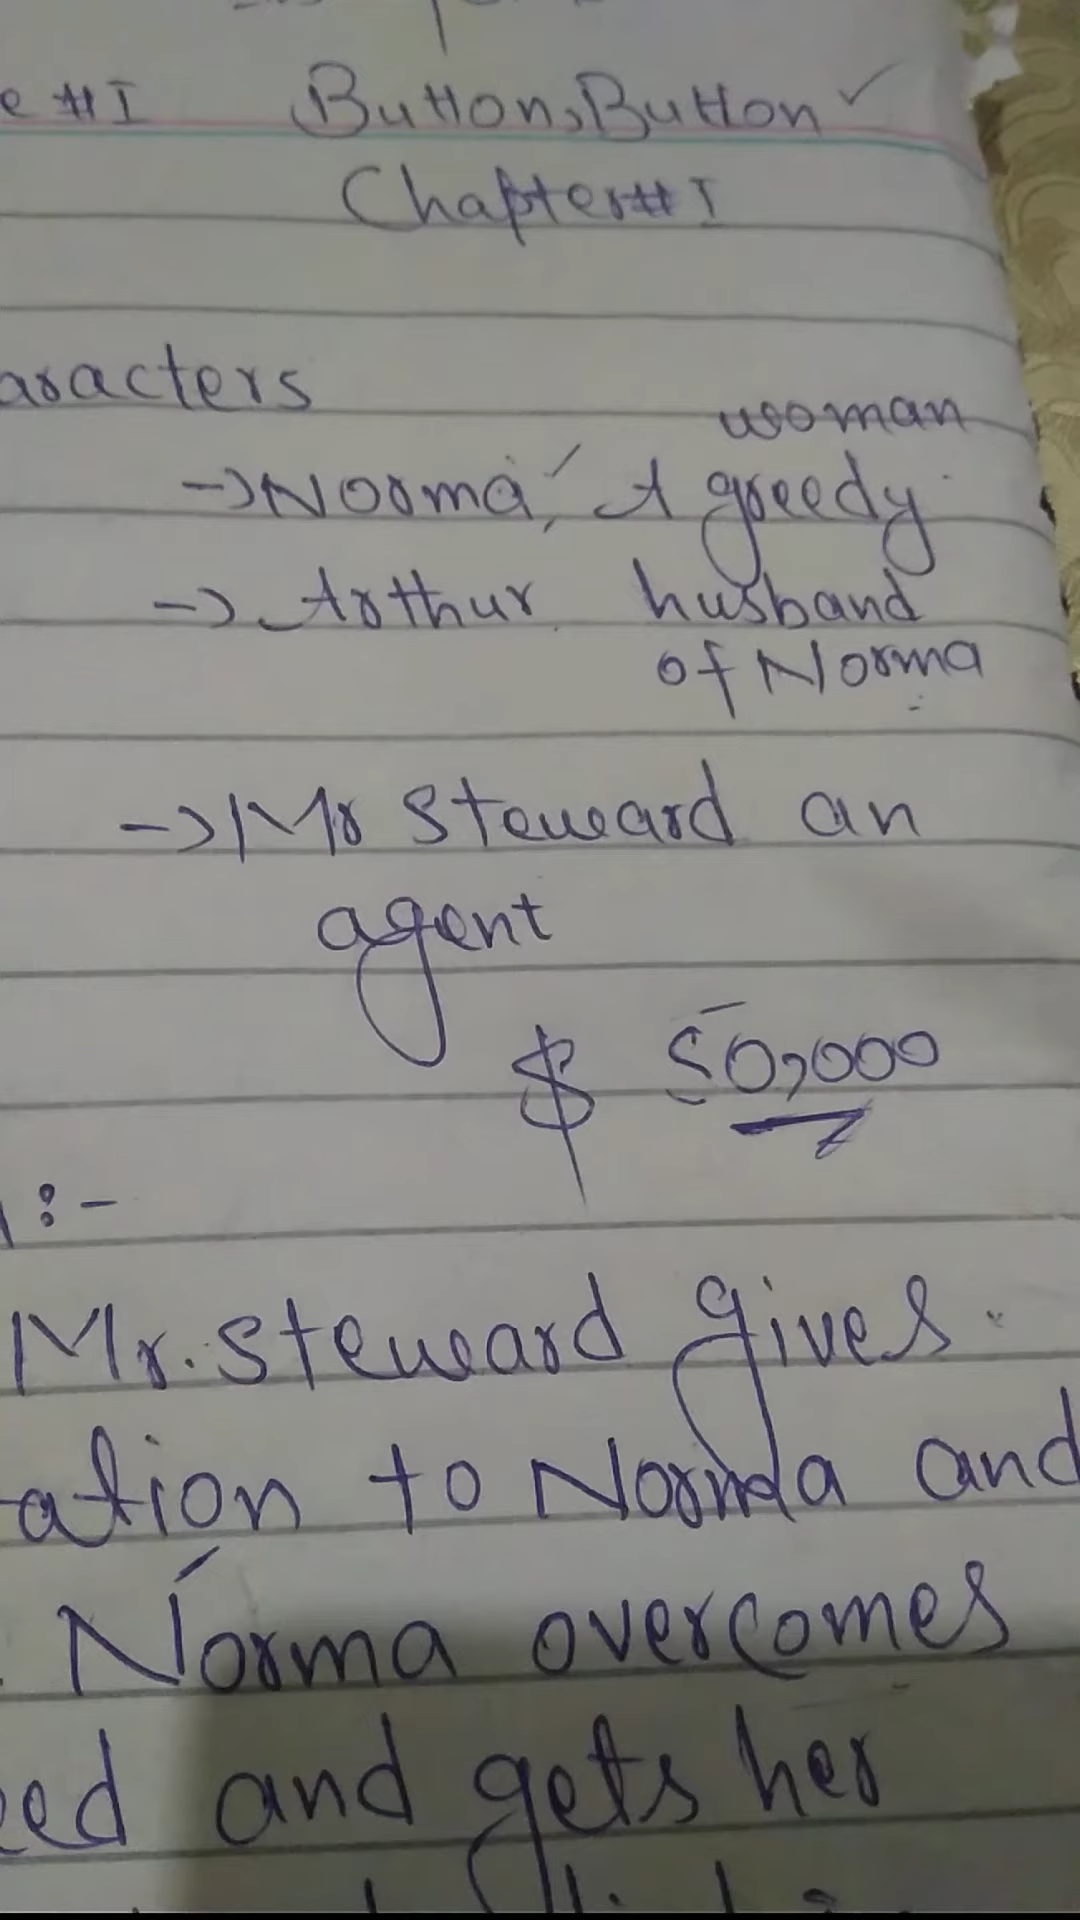 e #I Button, Button ✓
Chapter # I
aracters
woman
→ Norma, A greedy
→ Arthur husband
of Norma
→ Mr Steward an
agent
$ 50,000
:-
Mr. Steward gives
ation to Norma and
Norma overcomes
ed and gets her